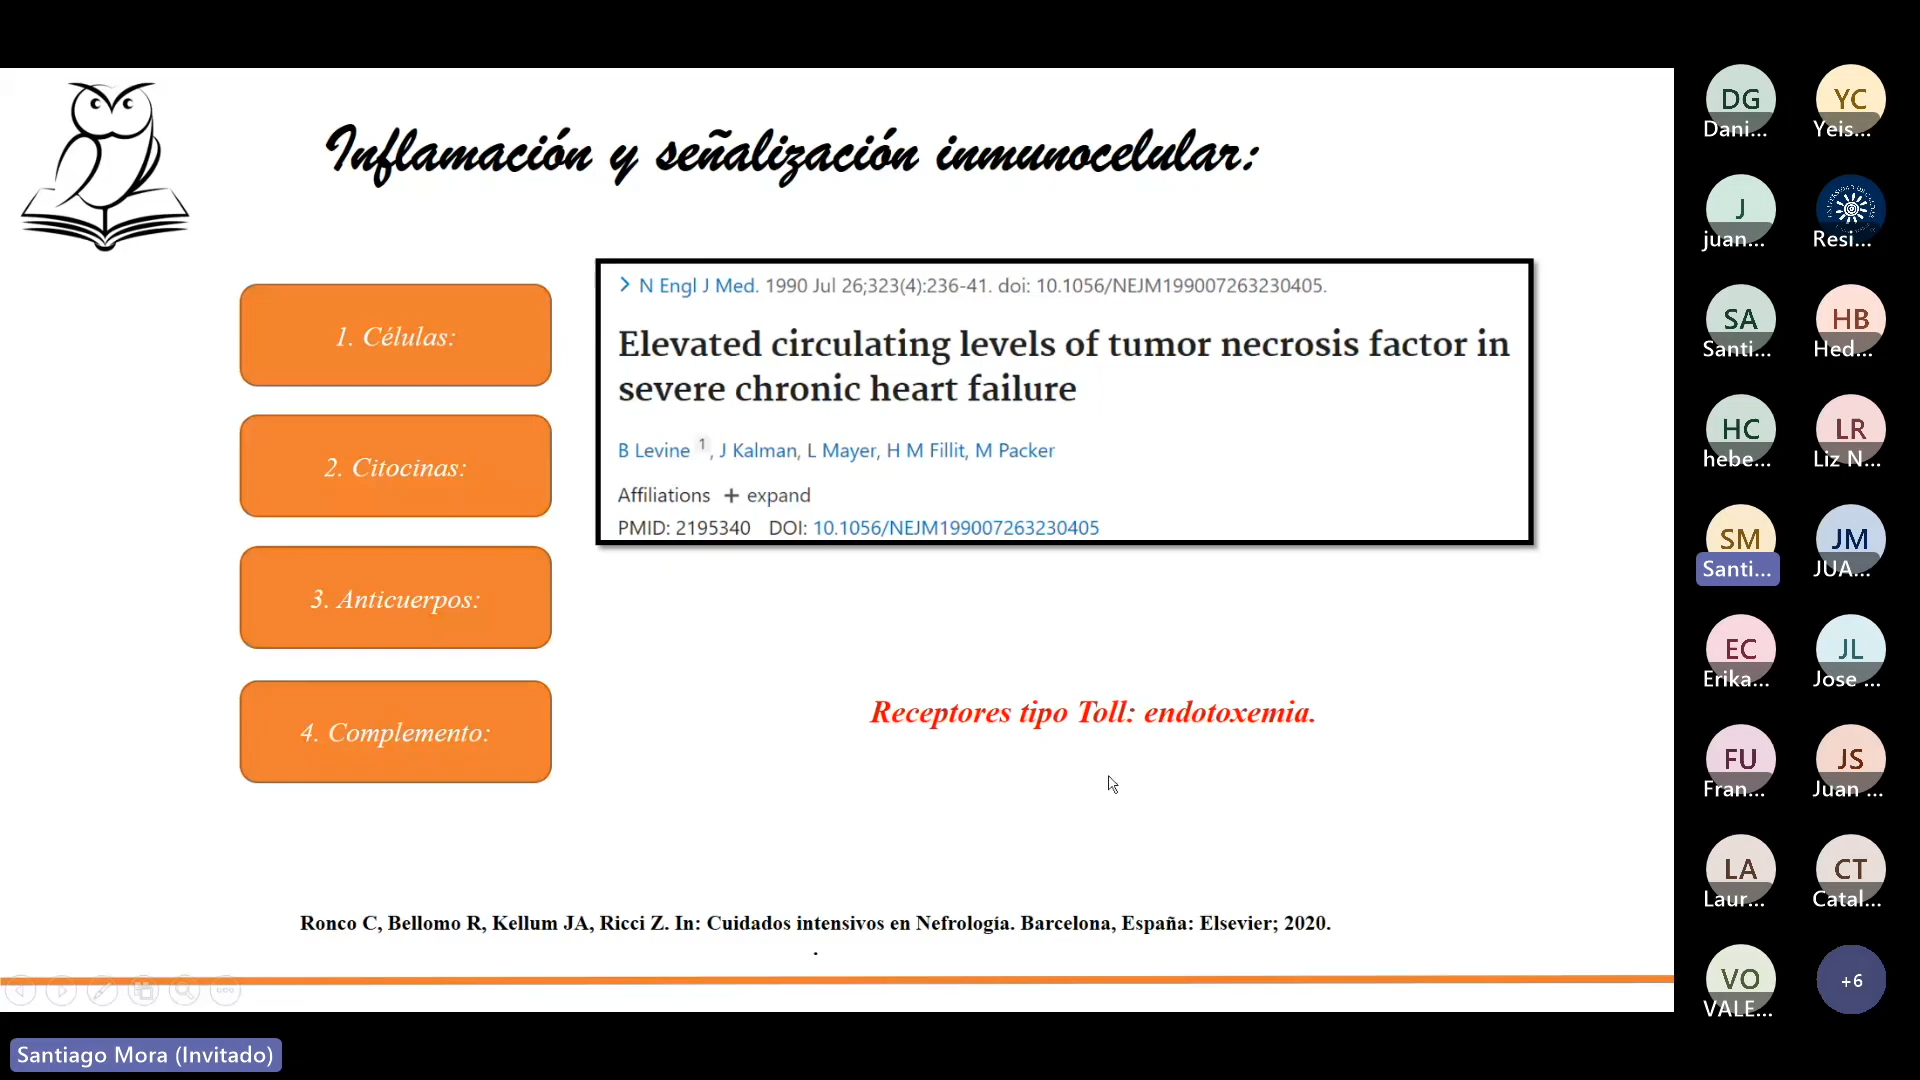 Inflamación y señalización inmunocelular:
1. Células:
2. Citocinas:
3. Anticuerpos:
4. Complemento:
N Engl J Med. 1990 Jul 26;323(4):236-41. doi: 10.1056/NEJM199007263230405.
Elevated circulating levels of tumor necrosis factor in
severe chronic heart failure
B Levine 1, J Kalman, L Mayer, H M Fillit, M Packer
Affiliations + expand
PMID: 2195340 DOI: 10.1056/NEJM199007263230405
Receptores tipo Toll: endotoxemia.
Ronco C, Bellomo R, Kellum JA, Ricci Z. In: Cuidados intensivos en Nefrología. Barcelona, España: Elsevier; 2020.
.
Santiago Mora (Invitado)
DG
Dani...
YC
Yeis...
J
juan...
Resi...
SA
Santi...
HB
Hed...
HC
hebe...
LR
Liz N...
SM
Santi...
JM
JUA...
EC
Erika...
JL
Jose ...
FU
Fran...
JS
Juan ...
LA
Laur...
CT
Catal...
VO
VALE...
+6